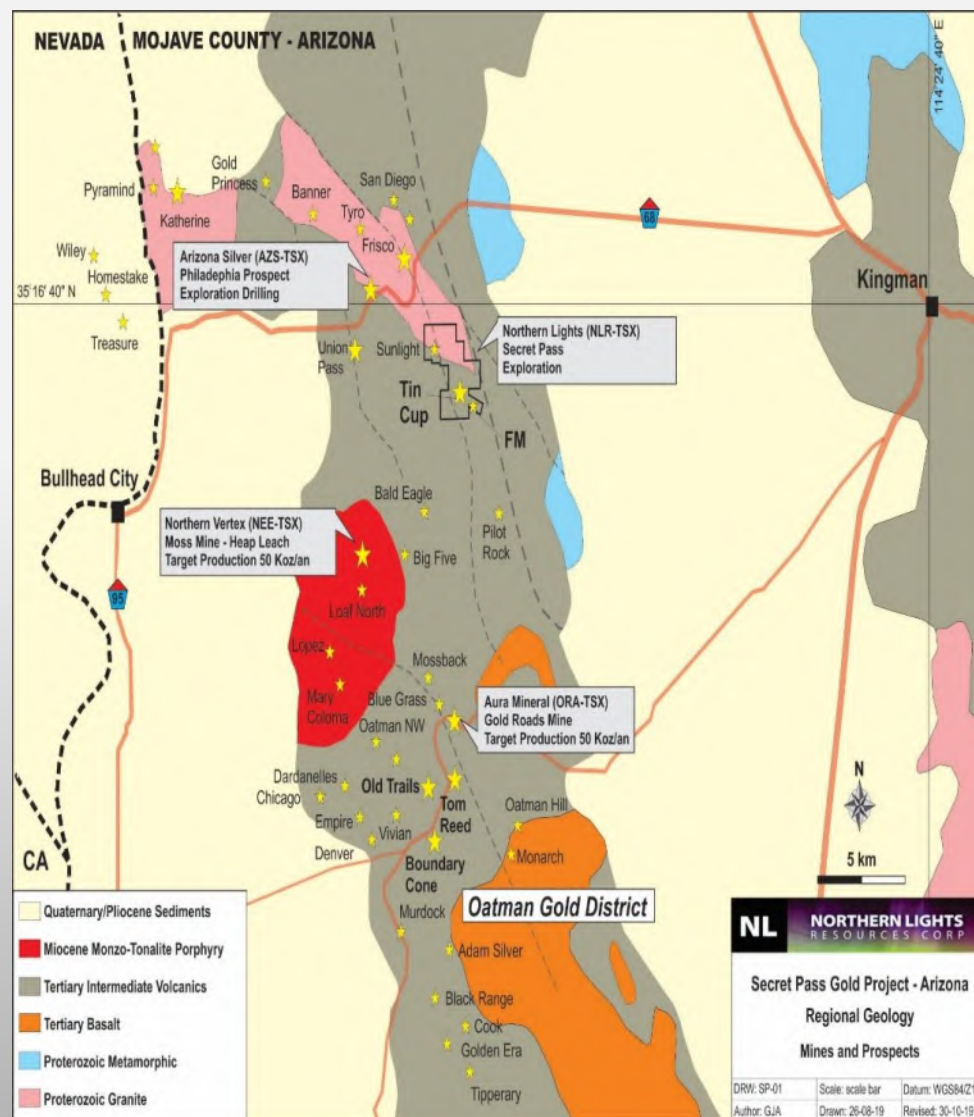 NEVADA
MOJAVE COUNTY - ARIZONA
114°24' 40" E
Gold
Princess
San Diego
Pyramind
Katherine
Banner
Tyro
Frisco
68
Wiley
Homestake
35°16' 40" N
Treasure
Arizona Silver (AZS-TSX)
Philadephia Prospect
Exploration Drilling
Kingman
Northern Lights (NLR-TSX)
Secret Pass
Exploration
Union
Pass
Sunlight
Tin
Cup
FM
Bullhead City
Bald Eagle
Northern Vertex (NEE-TSX)
Moss Mine - Heap Leach
Target Production 50 Koz/an
Pilot
Rock
Big Five
95
Loaf North
Lopez
Mossback
Mary
Coloma
Blue Grass
Aura Mineral (ORA-TSX)
Gold Roads Mine
Target Production 50 Koz/an
Oatman NW
Dardanelles
Chicago
Old Trails
Tom
Reed
Oatman Hill
Empire
Vivian
Denver
Monarch
Boundary
Cone
N
5 km
CA
Murdock
Oatman Gold District
Adam Silver
Black Range
Cook
Golden Era
Tipperary
Quaternary/Pliocene Sediments
Miocene Monzo-Tonalite Porphyry
Tertiary Intermediate Volcanics
Tertiary Basalt
Proterozoic Metamorphic
Proterozoic Granite
NL
NORTHERN LIGHTS
RESOURCES CORP
Secret Pass Gold Project - Arizona
Regional Geology
Mines and Prospects
DRW: SP-01
Scale: scale bar
Datum: WGS84/Z1
Author: GJA
Drawn: 26-08-19
Revised: 30-10-19